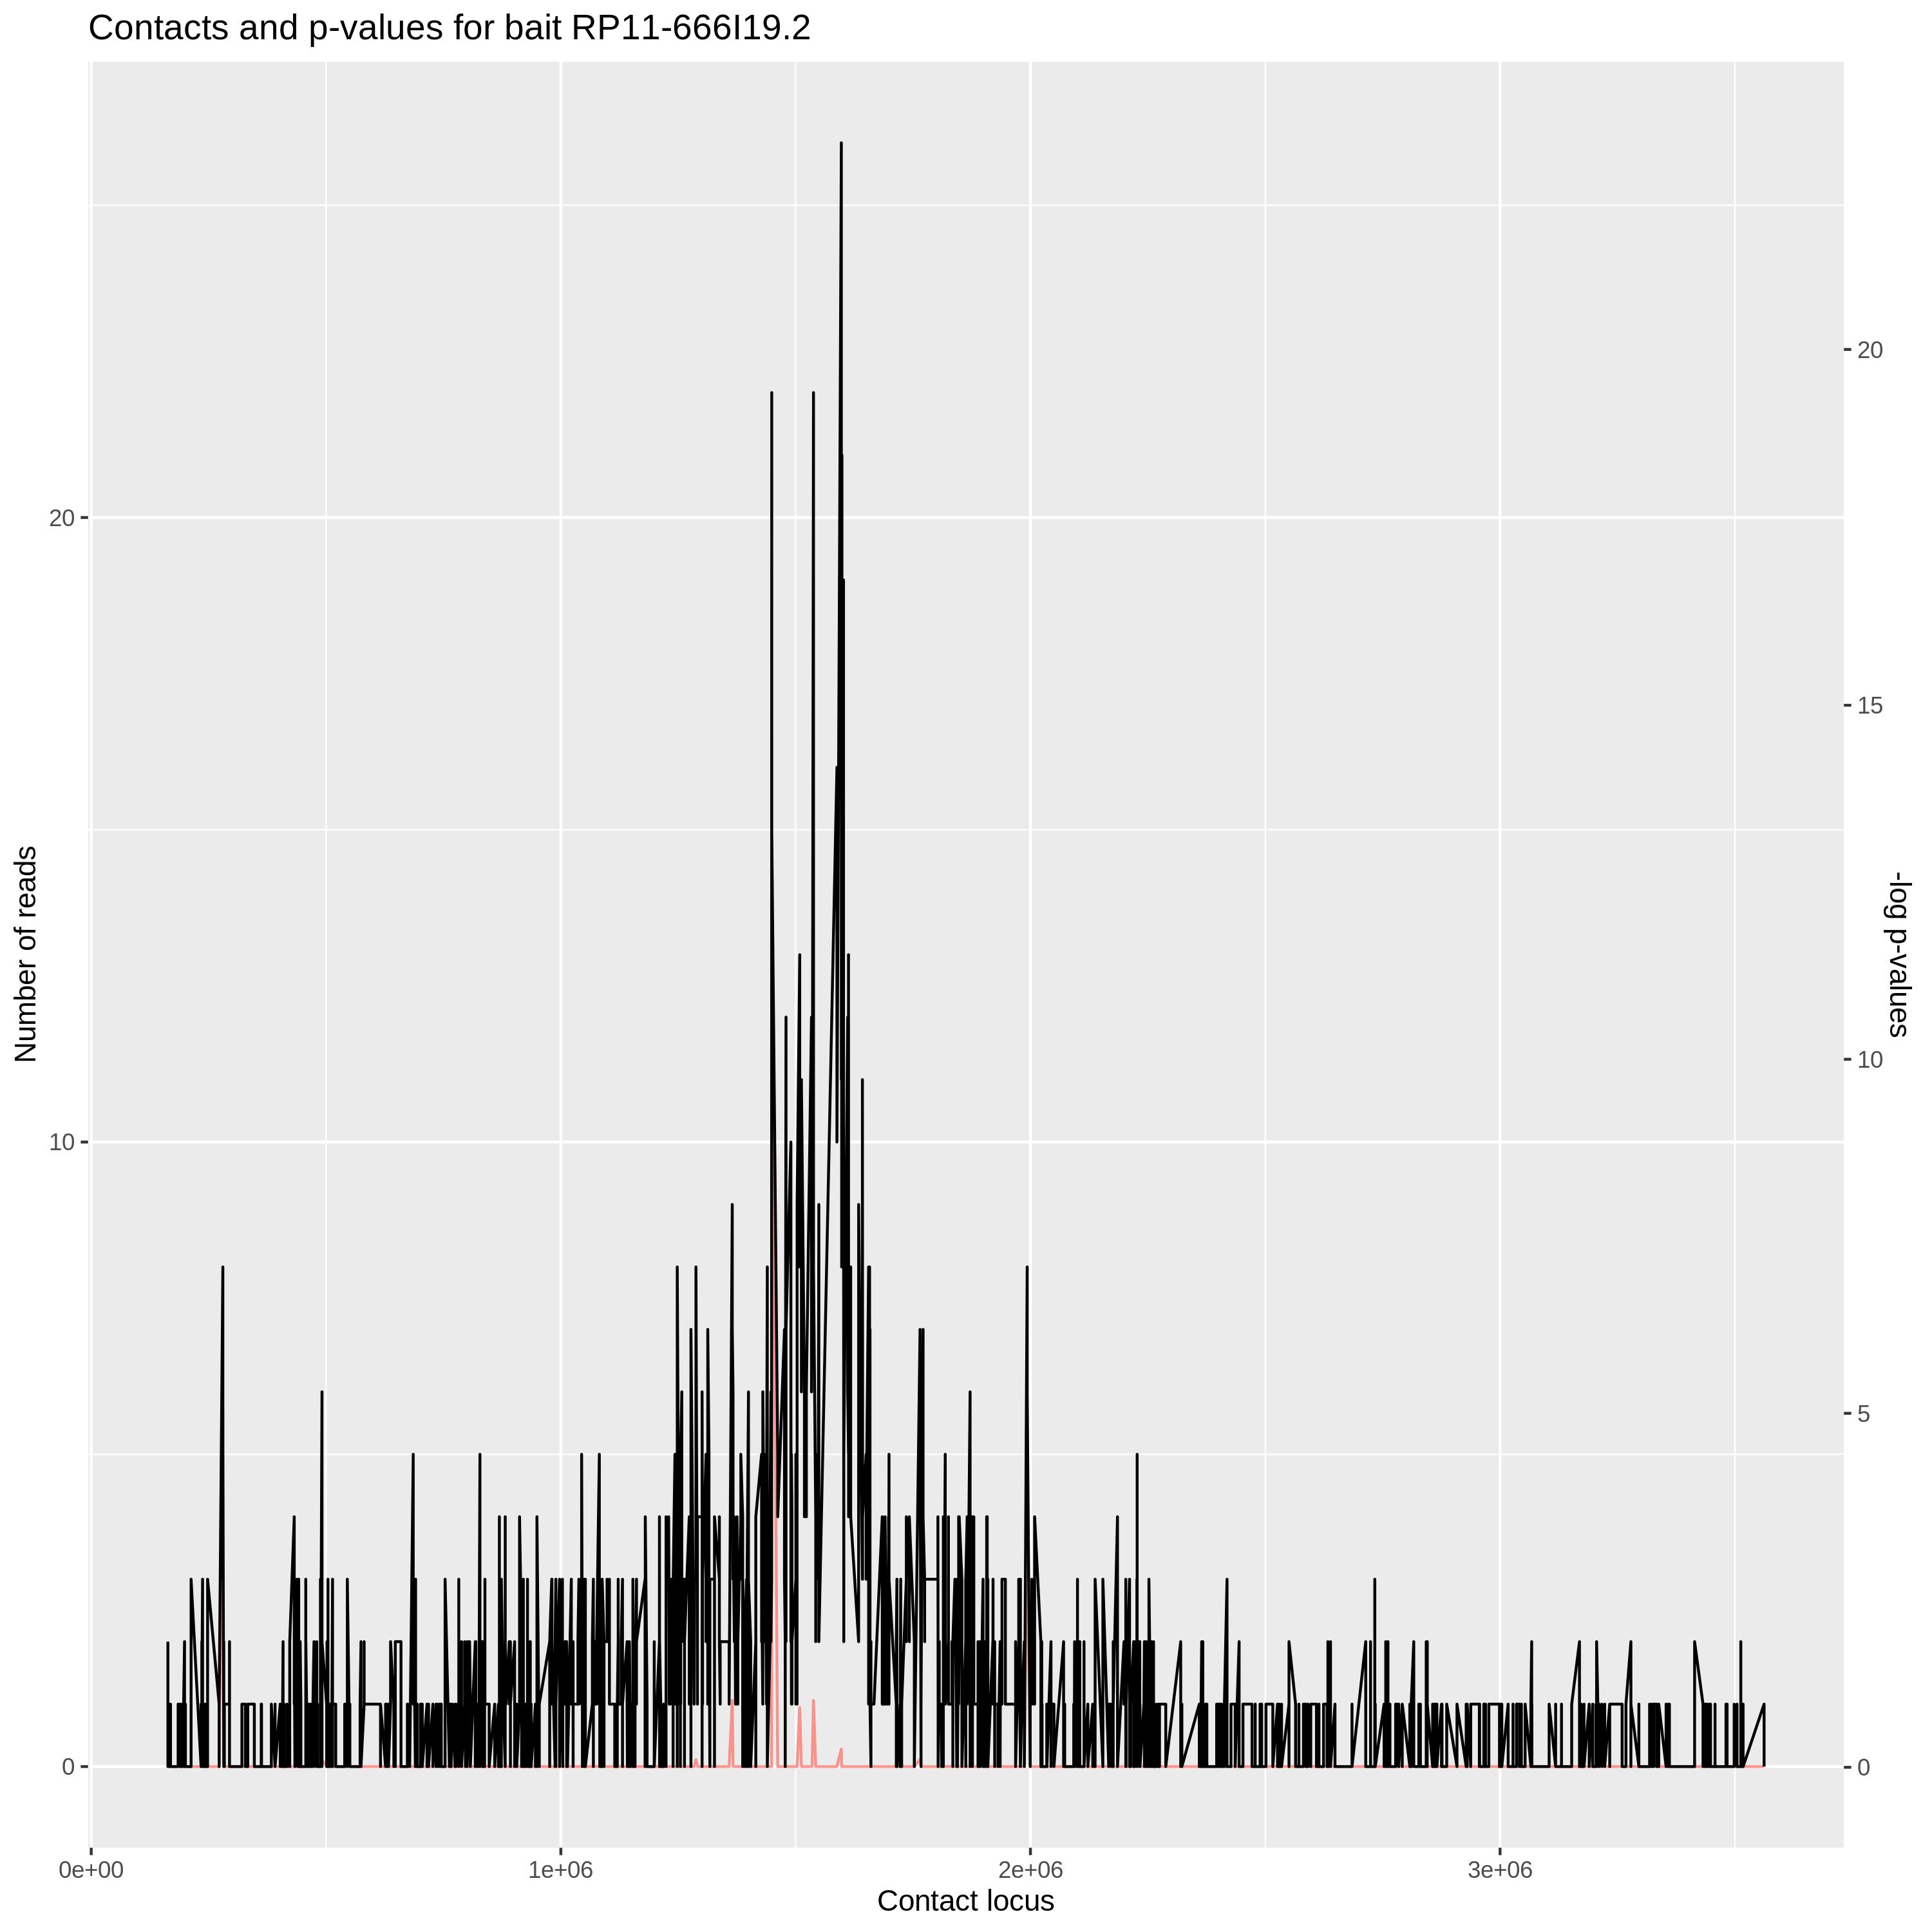 Contacts and p-values for bait RP11-666I19.2
Number of reads
20
10
0
20
15
10
5
0
-log p-values
0e+00 1e+06 2e+06 3e+06
Contact locus